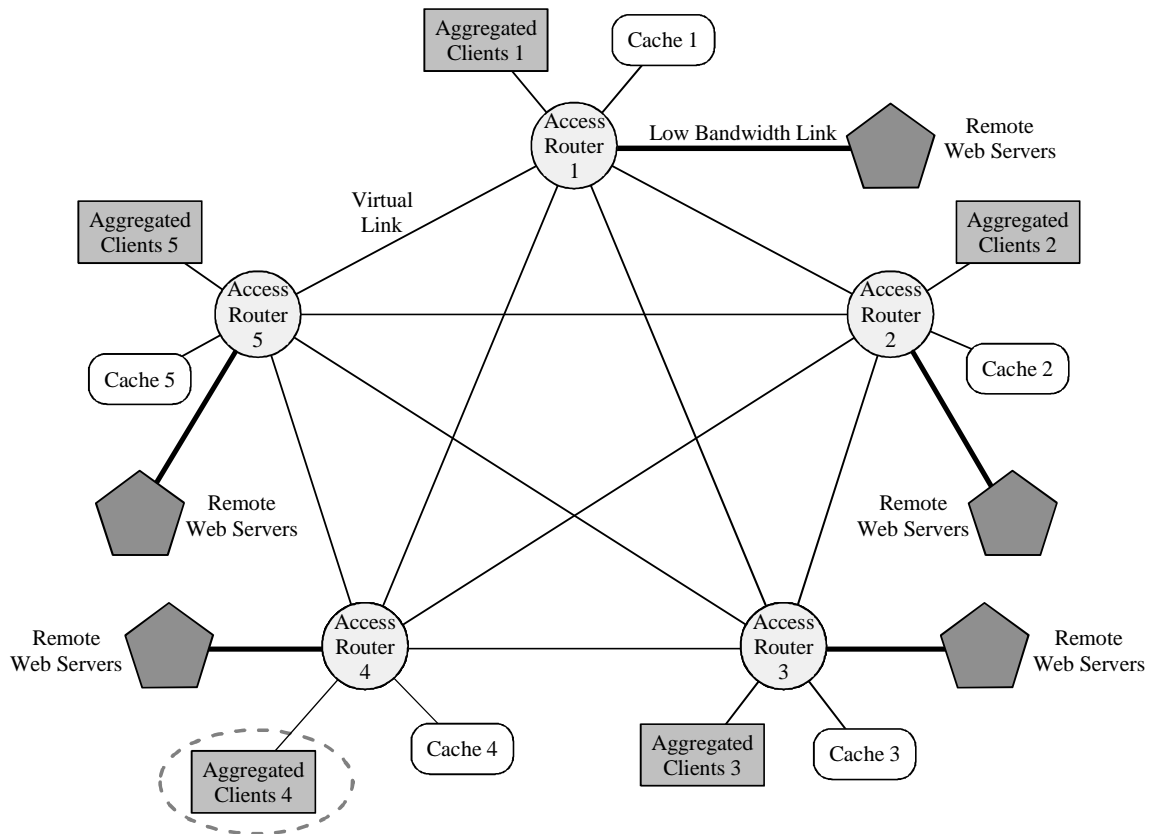 Aggregated
Clients 1
Cache 1
Access
Router
1
Low Bandwidth Link
Remote
Web Servers
Virtual
Link
Aggregated
Clients 5
Aggregated
Clients 2
Access
Router
5
Access
Router
2
Cache 5
Cache 2
Remote
Web Servers
Remote
Web Servers
Remote
Web Servers
Access
Router
4
Access
Router
3
Remote
Web Servers
Cache 4
Aggregated
Clients 3
Cache 3
Aggregated
Clients 4